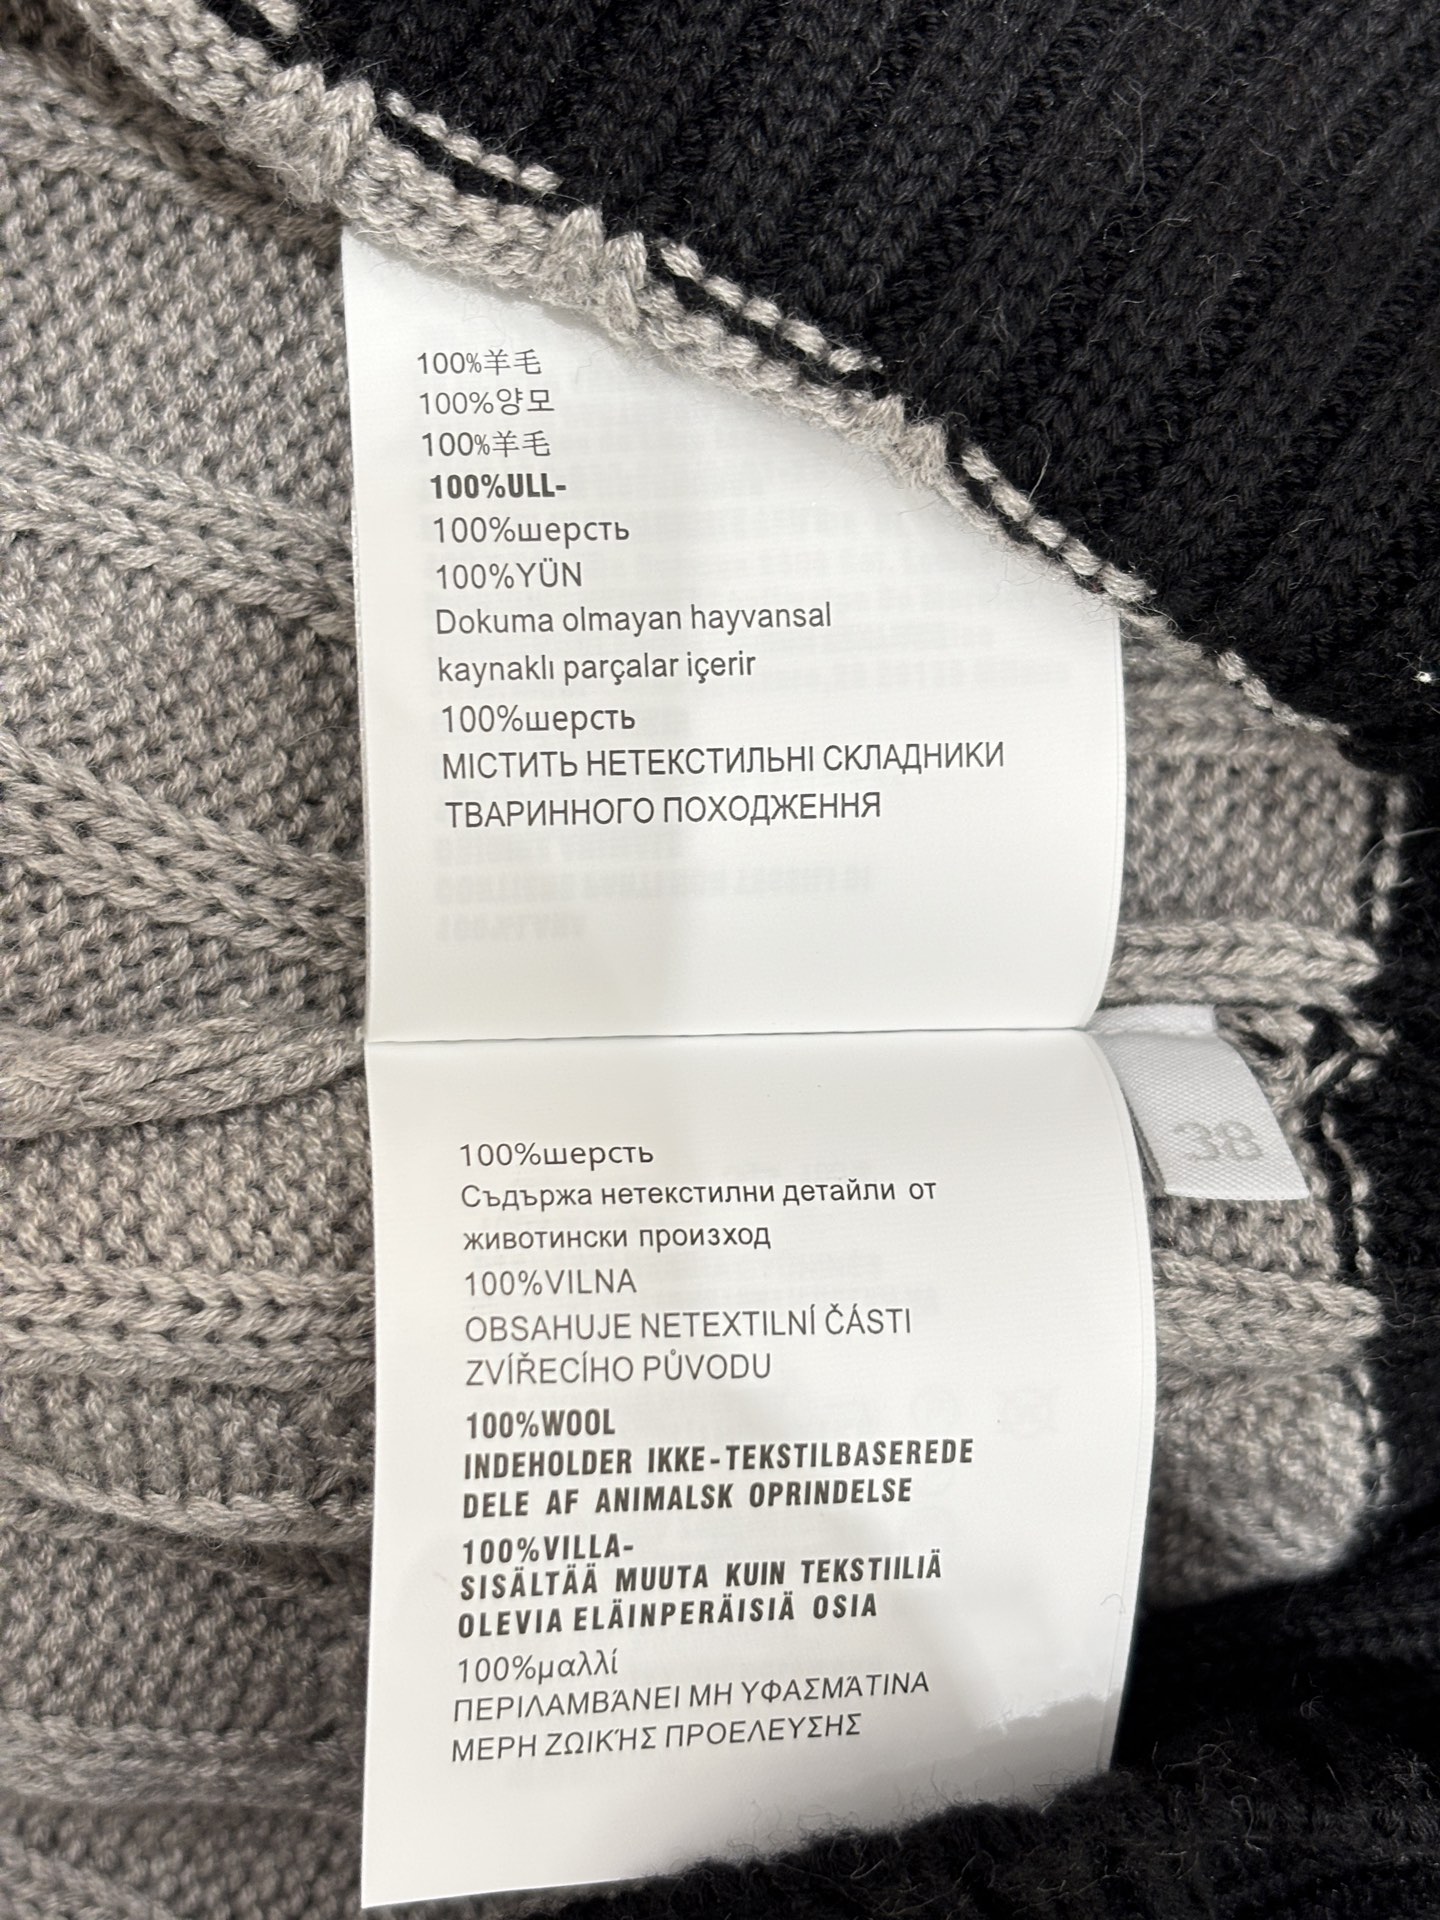 100%羊毛
100%양모
100%羊毛
100%ULL-
100%шерсть
100%YÜN
Dokuma olmayan hayvansal
kaynaklı parçalar içerir
100%шерсть
МІСТИТЬ НЕТЕКСТИЛЬНІ СКЛАДНИКИ
ТВАРИННОГО ПОХОДЖЕННЯ
38
100%шерсть
Съдържа нетекстилни детайли от
животински произход
100%VILNA
OBSAHUJE NETEXTILNÍ ČÁSTI
ZVÍŘECÍHO PŮVODU
100%WOOL
INDEHOLDER IKKE-TEKSTILBASEREDE
DELE AF ANIMALSK OPRINDELSE
100%VILLA-
SISÄLTÄÄ MUUTA KUIN TEKSTIILIÄ
OLEVIA ELÄINPERÄISIÄ OSIA
100%μαλλί
ΠΕΡΙΛΑΜΒΆΝΕΙ ΜΗ ΥΦΑΣΜΆΤΙΝΑ
ΜΕΡΗ ΖΩΙΚΉΣ ΠΡΟΕΛΕΥΣΗΣ